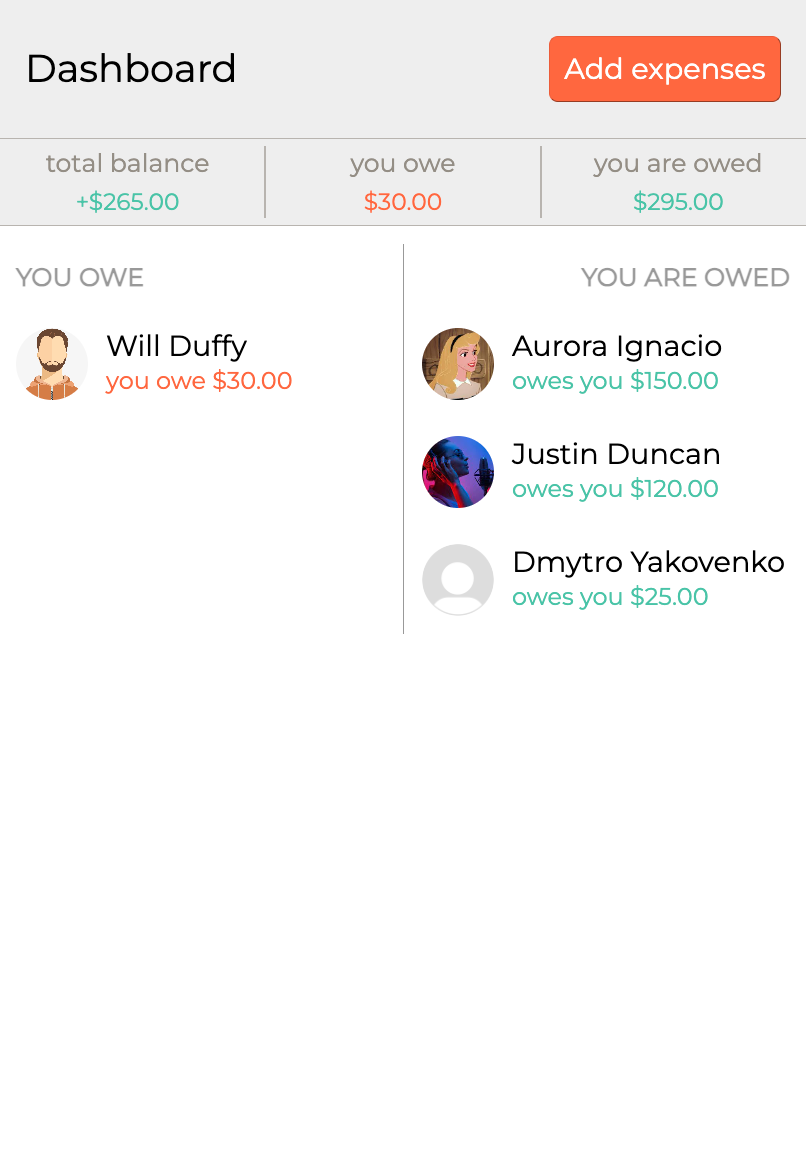 Dashboard
Add expenses
total balance
+$265.00
you owe
$30.00
you are owed
$295.00
YOU OWE
Will Duffy
you owe $30.00
YOU ARE OWED
Aurora Ignacio
owes you $150.00
Justin Duncan
owes you $120.00
Dmytro Yakovenko
owes you $25.00